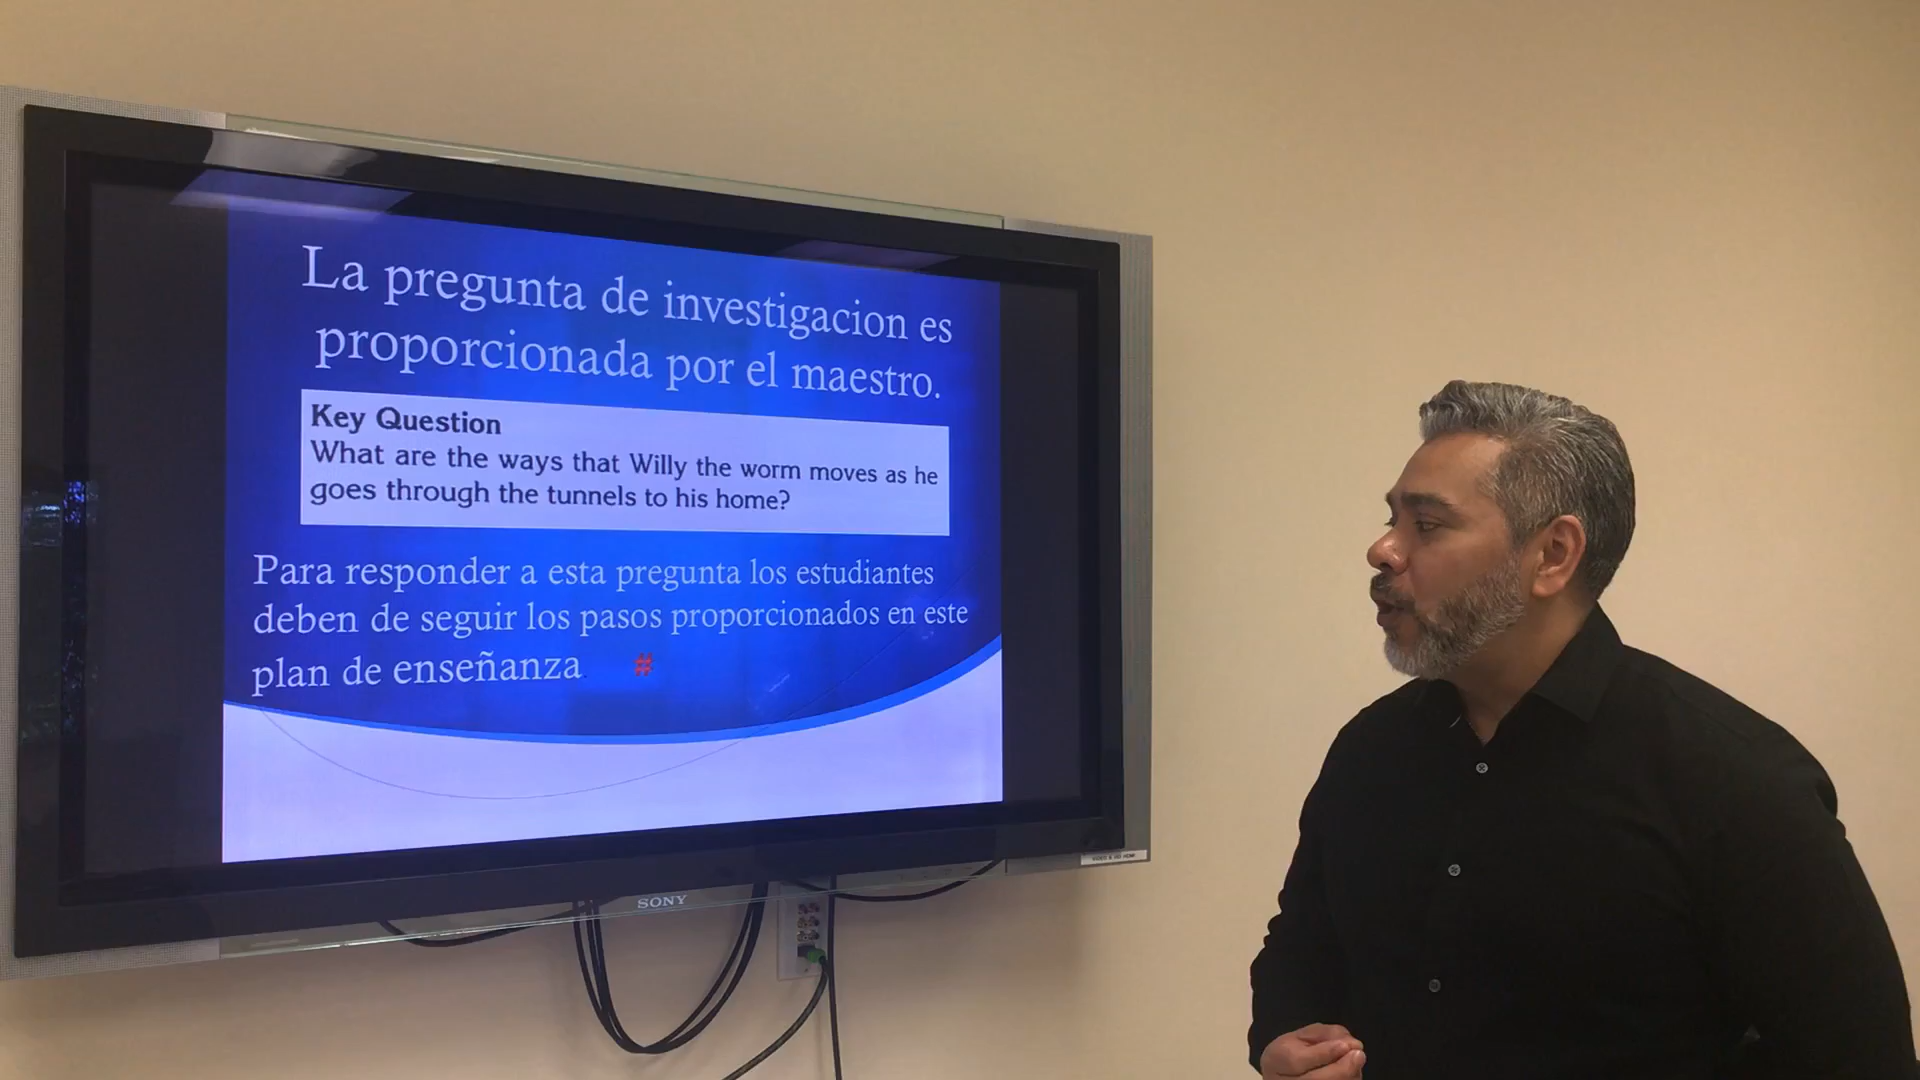 La pregunta de investigacion es
proporcionada por el maestro.
Key Question
What are the ways that Willy the worm moves as he
goes through the tunnels to his home?
Para responder a esta pregunta los estudiantes
deben de seguir los pasos proporcionados en este
plan de enseñanza #
SONY